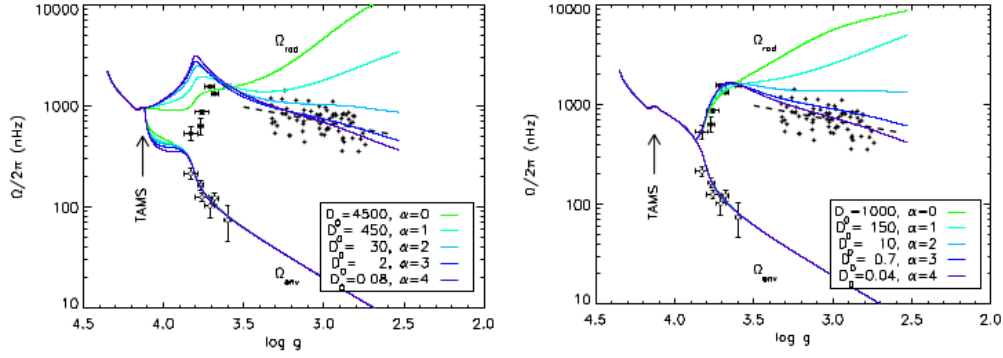 10000
1000
100
10
Ω/2π (nHz)
4.5 4.0 3.5 3.0 2.5 2.0
log g
TAMS
Ωrad
Ωenv
D0=4500, α=0
D0= 450, α=1
D0= 30, α=2
D0= 2, α=3
D0=0.08, α=4
10000
1000
100
10
Ω/2π (nHz)
4.5 4.0 3.5 3.0 2.5 2.0
log g
TAMS
Ωrad
Ωenv
D0=1000, α=0
D0= 150, α=1
D0= 10, α=2
D0= 0.7, α=3
D0=0.04, α=4